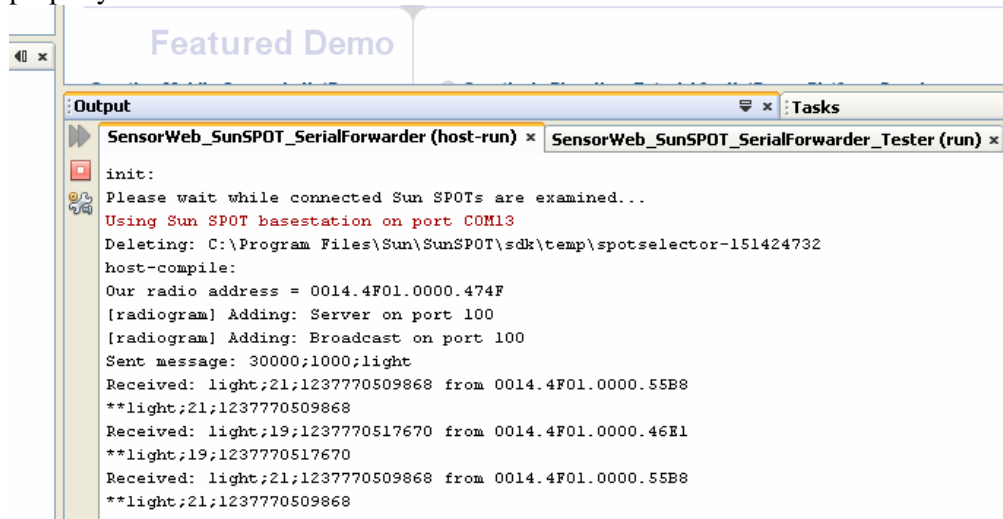 Featured Demo
Output
Tasks
SensorWeb_SunSPOT_SerialForwarder (host-run) x
SensorWeb_SunSPOT_SerialForwarder_Tester (run) x
init:
Please wait while connected Sun SPOTs are examined...
Using Sun SPOT basestation on port COM13
Deleting: C:\Program Files\Sun\SunSPOT\sdk\temp\spotselector-151424732
host-compile:
Our radio address = 0014.4F01.0000.474F
[radiogram] Adding: Server on port 100
[radiogram] Adding: Broadcast on port 100
Sent message: 30000;1000;light
Received: light;21;1237770509868 from 0014.4F01.0000.55B8
**light;21;1237770509868
Received: light;19;1237770517670 from 0014.4F01.0000.46E1
**light;19;1237770517670
Received: light;21;1237770509868 from 0014.4F01.0000.55B8
**light;21;1237770509868